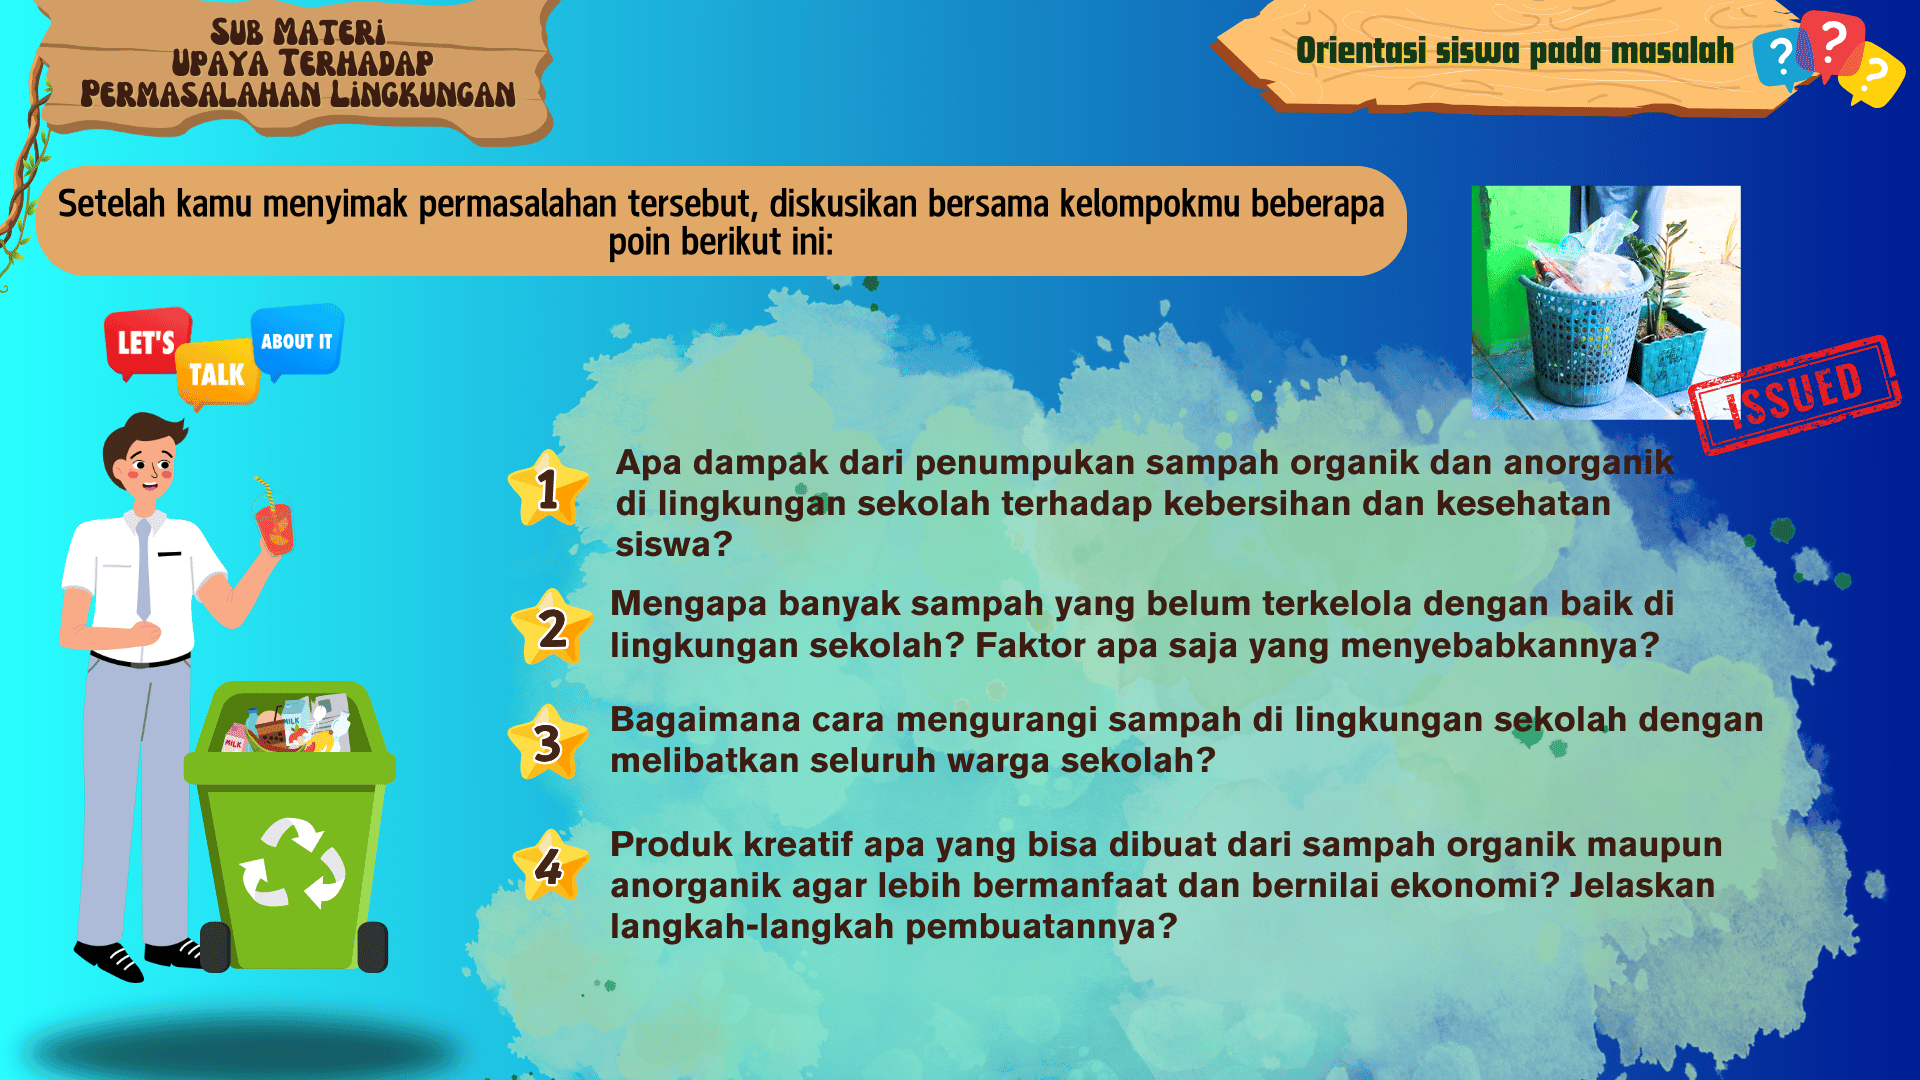 Sub Materi
Upaya Terhadap
Permasalahan Lingkungan
Orientasi siswa pada masalah
? ? ?
Setelah kamu menyimak permasalahan tersebut, diskusikan bersama kelompokmu beberapa
poin berikut ini:
LET'S
TALK
ABOUT IT
ISSUED
1 Apa dampak dari penumpukan sampah organik dan anorganik
di lingkungan sekolah terhadap kebersihan dan kesehatan
siswa?
2 Mengapa banyak sampah yang belum terkelola dengan baik di
lingkungan sekolah? Faktor apa saja yang menyebabkannya?
3 Bagaimana cara mengurangi sampah di lingkungan sekolah dengan
melibatkan seluruh warga sekolah?
4 Produk kreatif apa yang bisa dibuat dari sampah organik maupun
anorganik agar lebih bermanfaat dan bernilai ekonomi? Jelaskan
langkah-langkah pembuatannya?
MILK
MILK